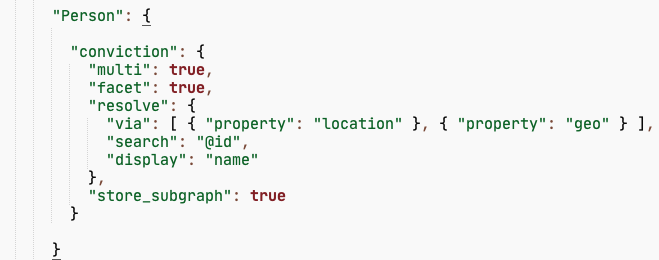 "Person": {
"conviction": {
"multi": true,
"facet": true,
"resolve": {
"via": [ { "property": "location" }, { "property": "geo" } ],
"search": "@id",
"display": "name"
},
"store_subgraph": true
}
}